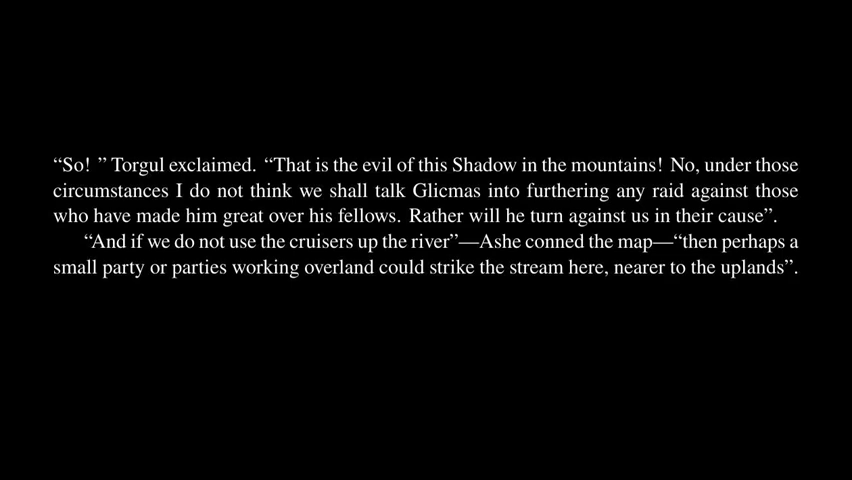 “So! ” Torgul exclaimed. “That is the evil of this Shadow in the mountains! No, under those
circumstances I do not think we shall talk Glicmas into furthering any raid against those
who have made him great over his fellows. Rather will he turn against us in their cause”.
“And if we do not use the cruisers up the river”—Ashe conned the map—“then perhaps a
small party or parties working overland could strike the stream here, nearer to the uplands”.